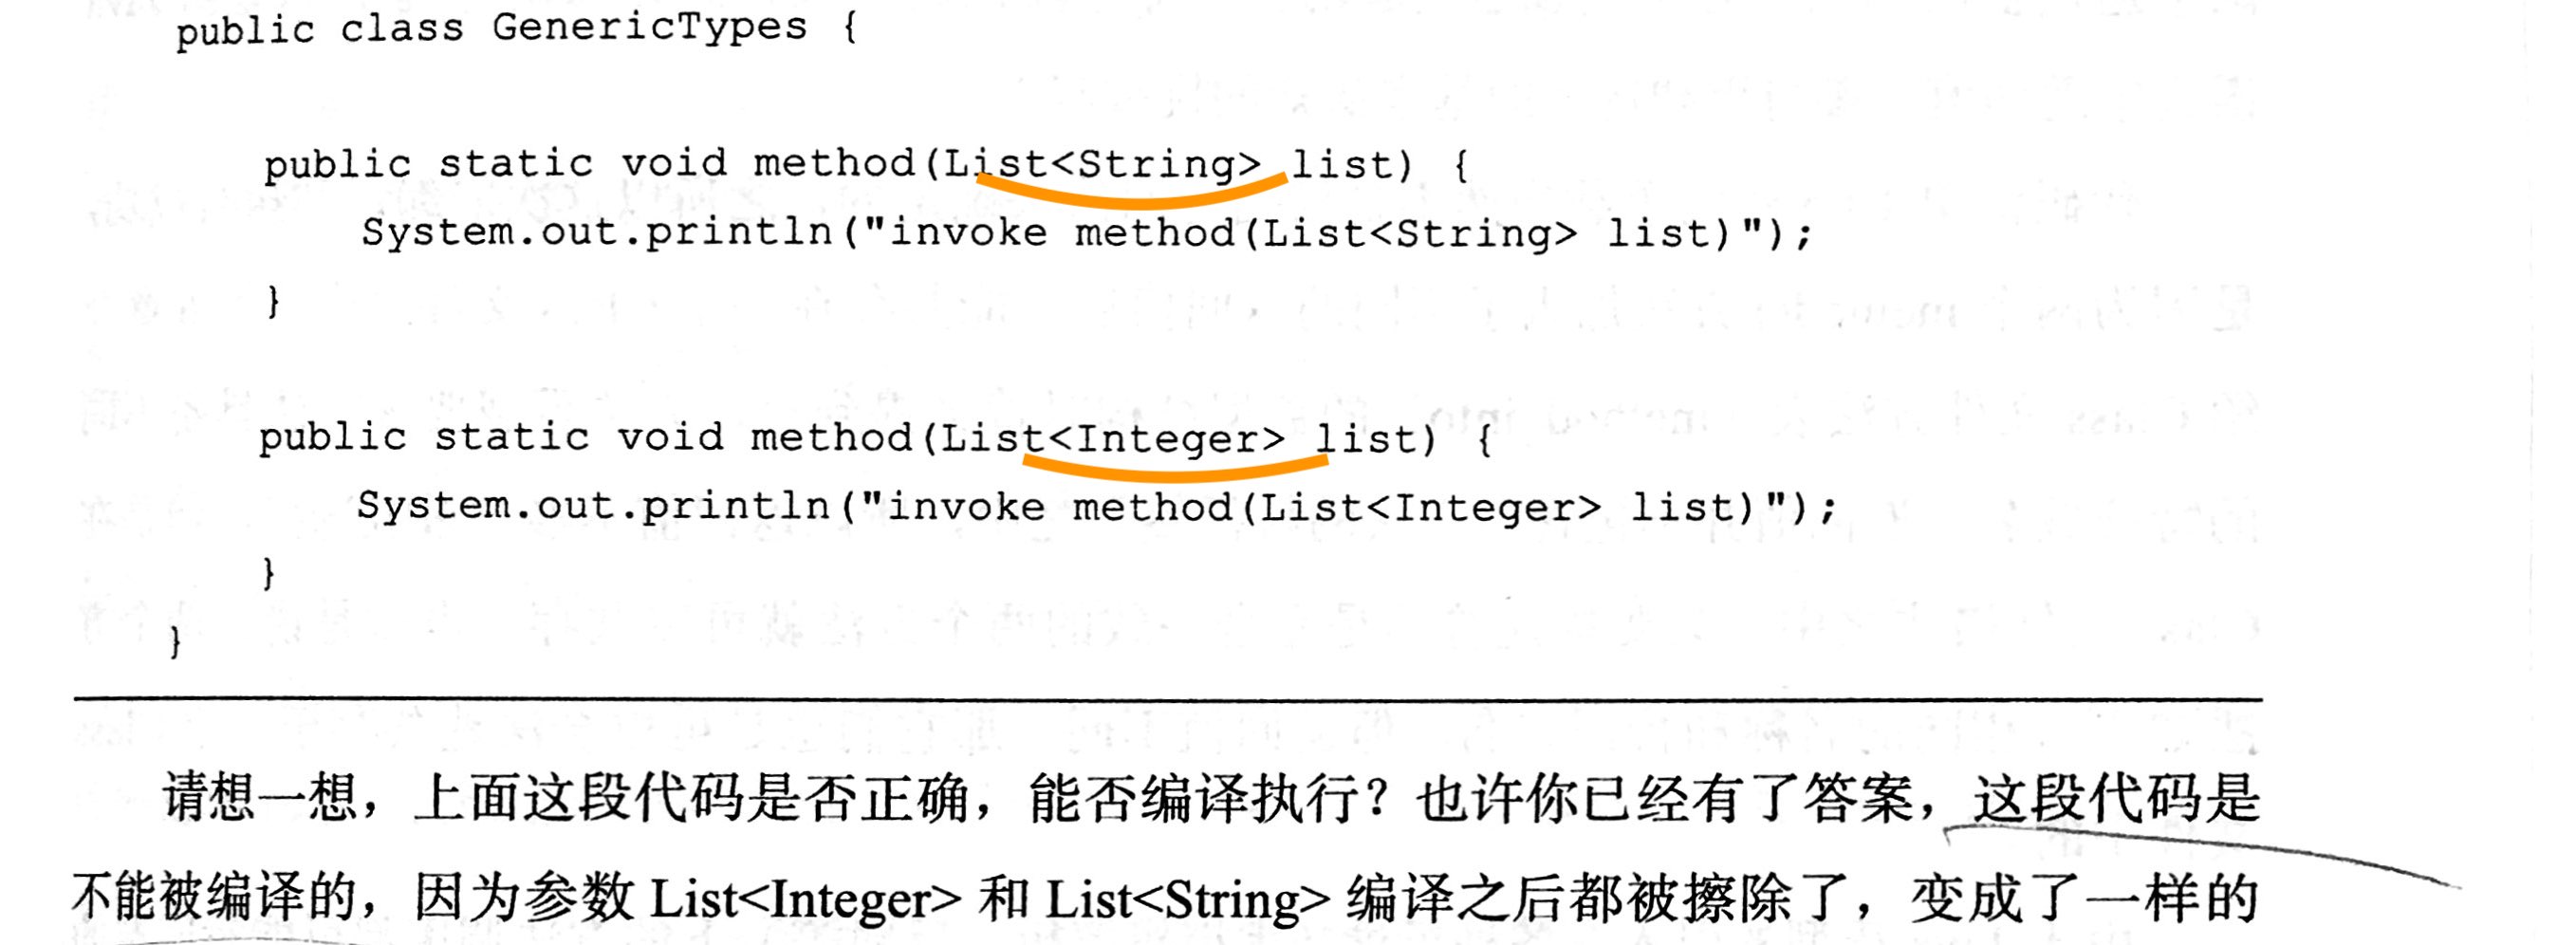 public class GenericTypes {
public static void method(List<String> list) {
System.out.println("invoke method(List<String> list)");
}
public static void method(List<Integer> list) {
System.out.println("invoke method(List<Integer> list)");
}
}
请想一想，上面这段代码是否正确，能否编译执行？也许你已经有了答案，这段代码是
不能被编译的，因为参数 List<Integer> 和 List<String> 编译之后都被擦除了，变成了一样的